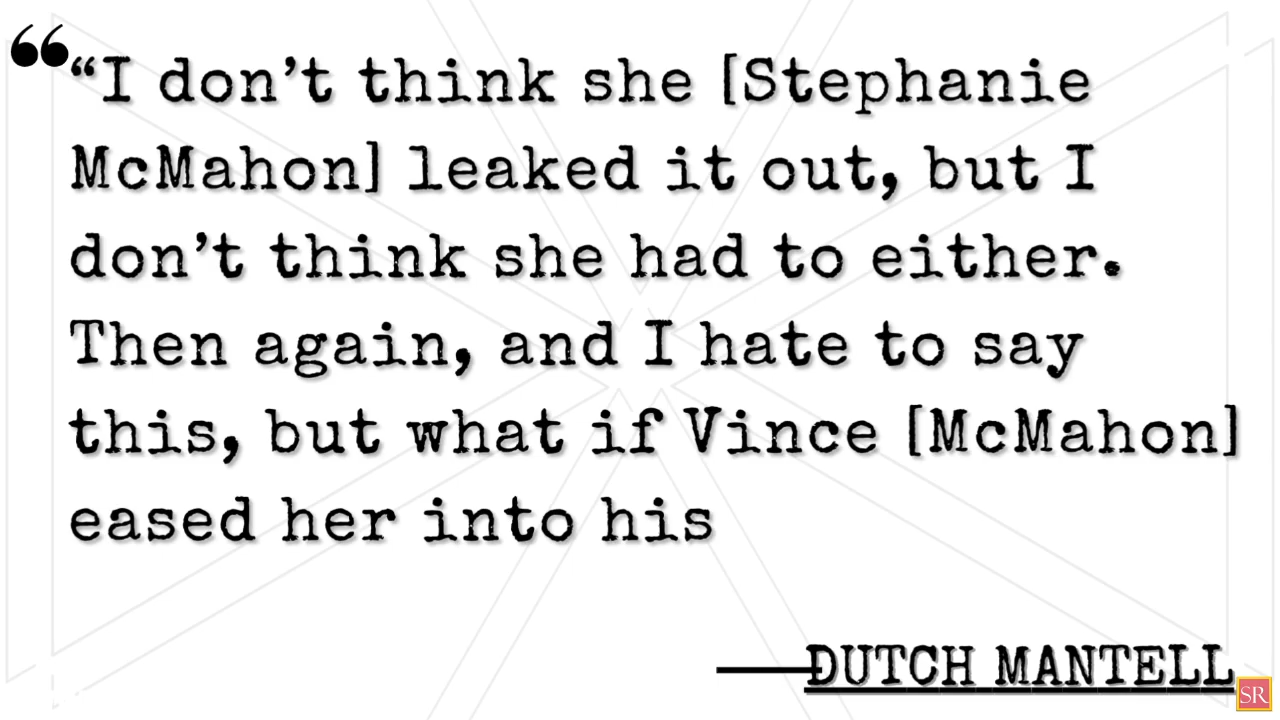 ““I don’t think she [Stephanie
McMahon] leaked it out, but I
don’t think she had to either.
Then again, and I hate to say
this, but what if Vince [McMahon]
eased her into his
—DUTCH MANTELL
SR